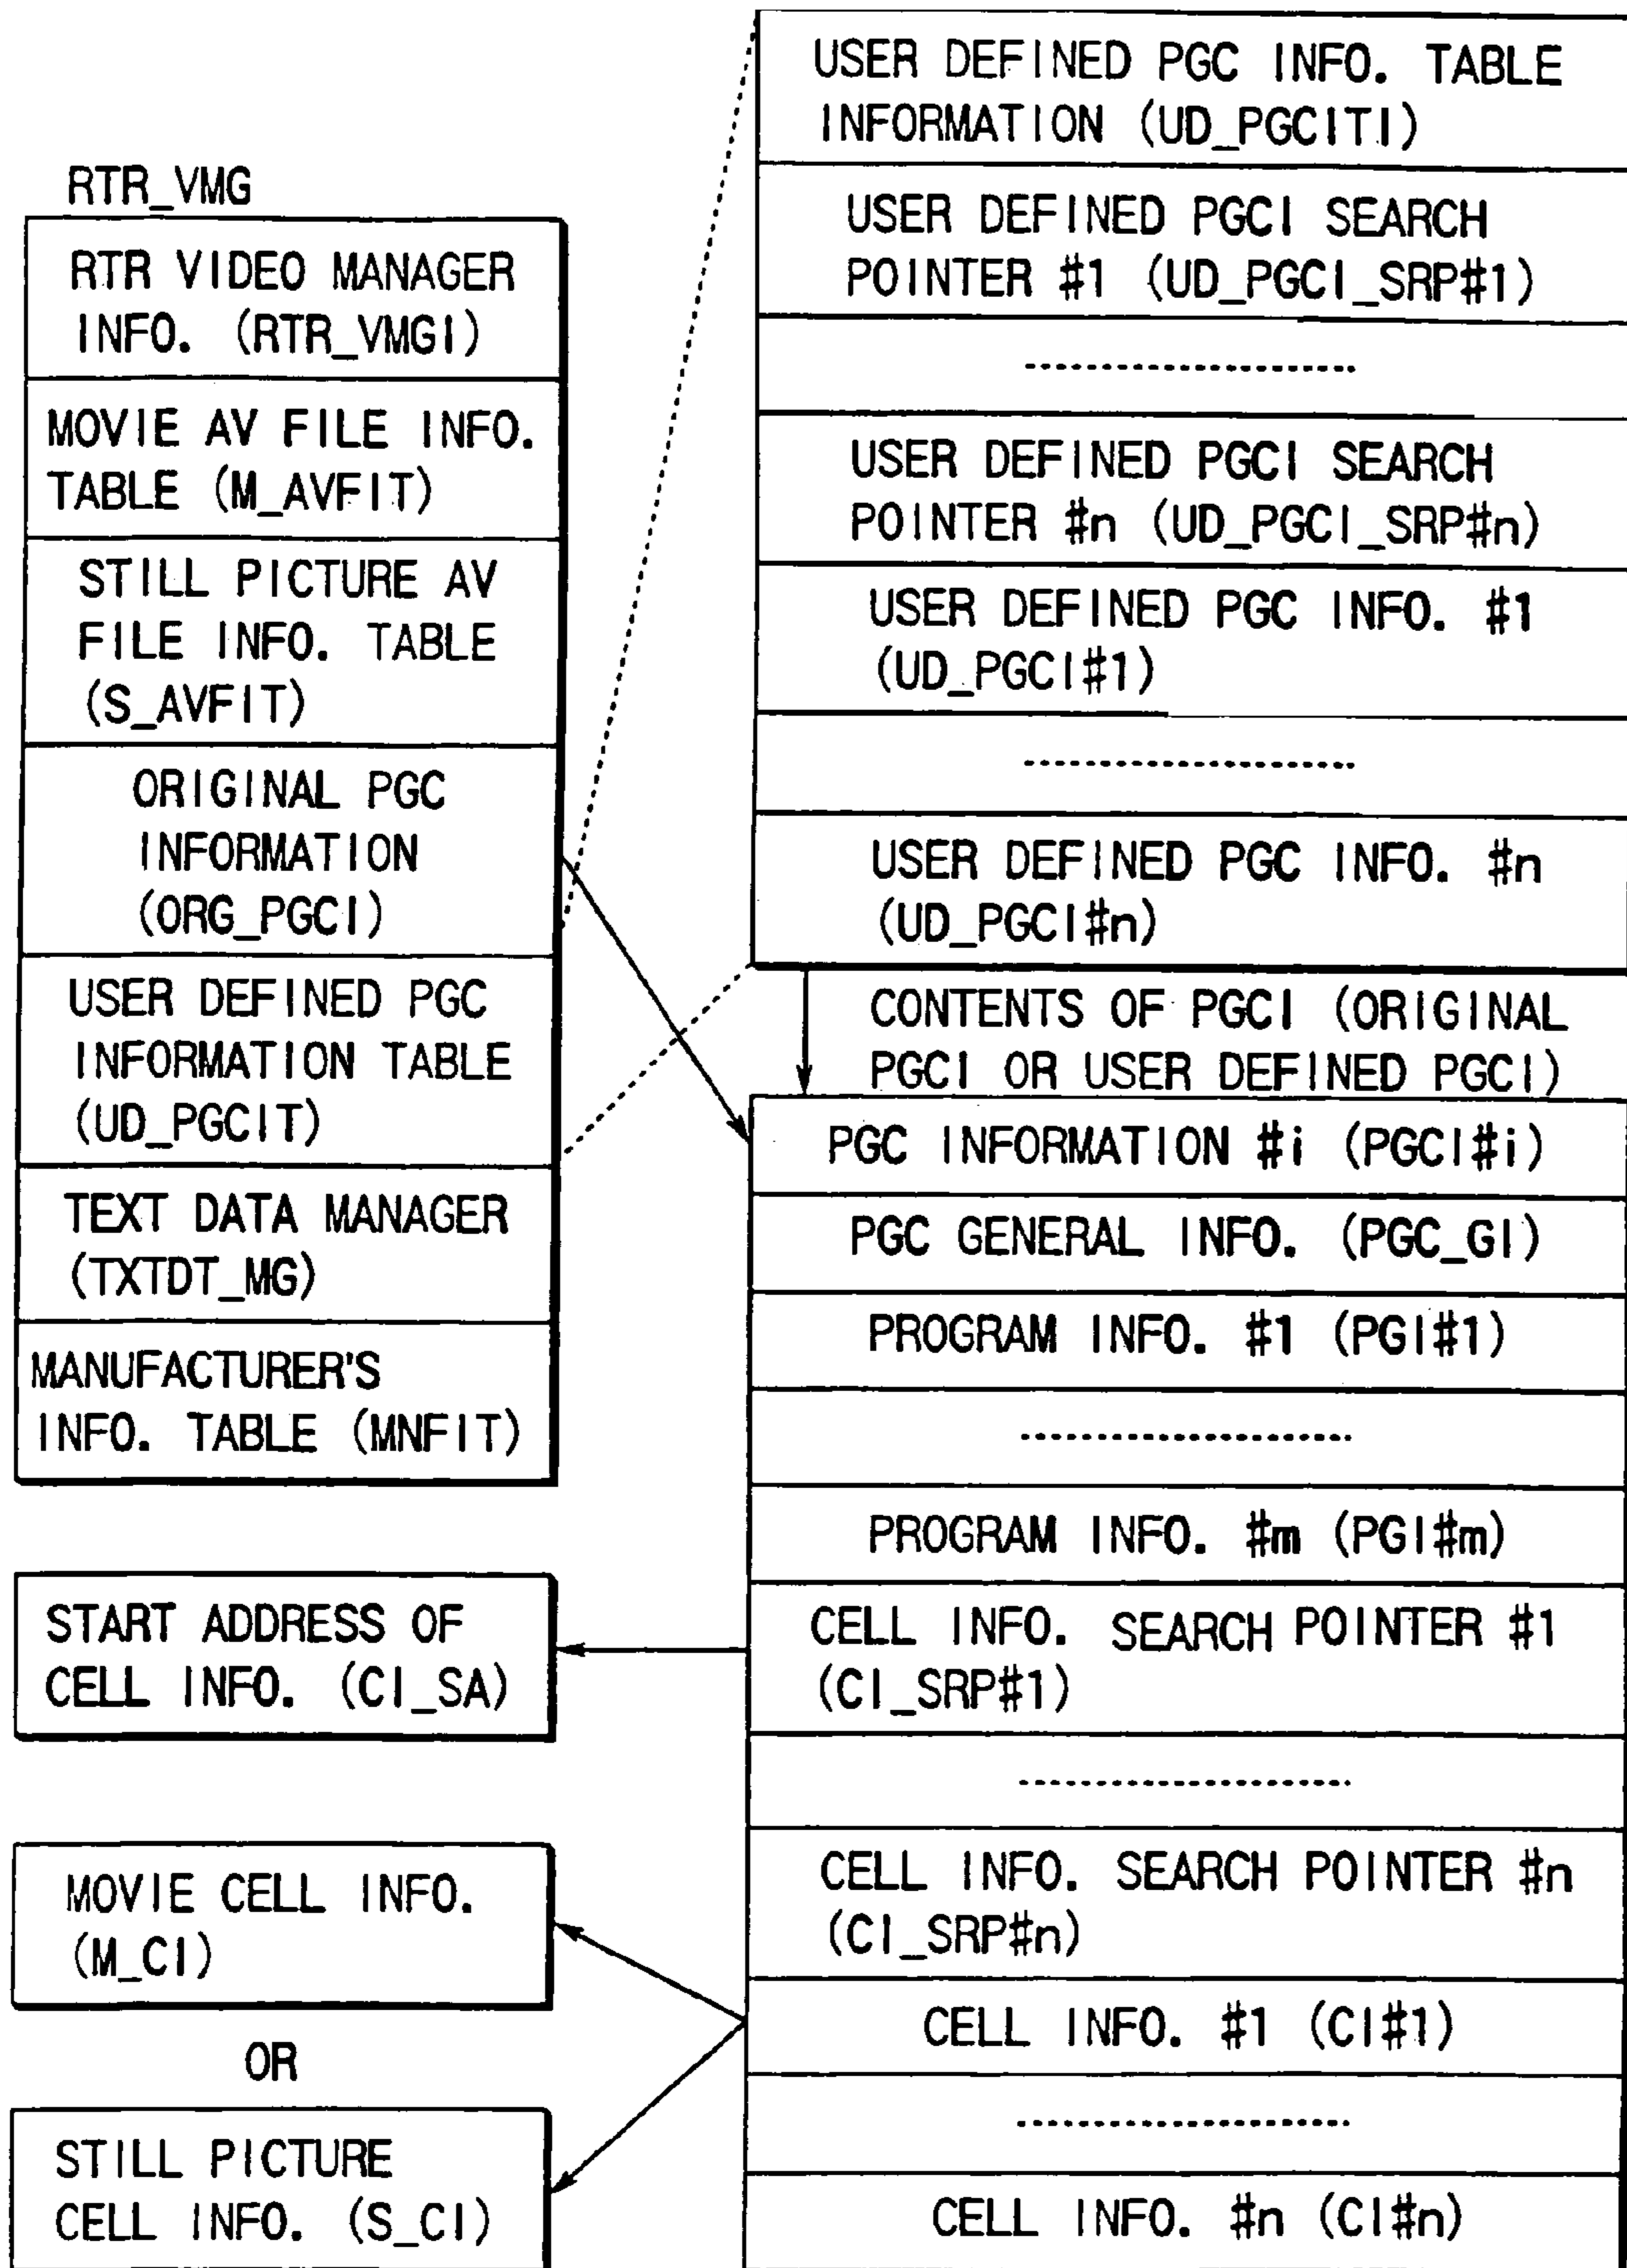 RTR_VMG
RTR VIDEO MANAGER
INFO. (RTR_VMGI)
MOVIE AV FILE INFO.
TABLE (M_AVFIT)
STILL PICTURE AV
FILE INFO. TABLE
(S_AVFIT)
ORIGINAL PGC
INFORMATION
(ORG_PGCI)
USER DEFINED PGC
INFORMATION TABLE
(UD_PGCIT)
TEXT DATA MANAGER
(TXTDT_MG)
MANUFACTURER'S
INFO. TABLE (MNFIT)
START ADDRESS OF
CELL INFO. (CI_SA)
MOVIE CELL INFO.
(M_CI)
OR
STILL PICTURE
CELL INFO. (S_CI)
USER DEFINED PGC INFO. TABLE
INFORMATION (UD_PGCITI)
USER DEFINED PGCI SEARCH
POINTER #1 (UD_PGCI_SRP#1)
USER DEFINED PGCI SEARCH
POINTER #n (UD_PGCI_SRP#n)
USER DEFINED PGC INFO. #1
(UD_PGCI#1)
USER DEFINED PGC INFO. #n
(UD_PGCI#n)
CONTENTS OF PGCI (ORIGINAL
PGCI OR USER DEFINED PGCI)
PGC INFORMATION #i (PGCI#i)
PGC GENERAL INFO. (PGC_GI)
PROGRAM INFO. #1 (PGI#1)
PROGRAM INFO. #m (PGI#m)
CELL INFO. SEARCH POINTER #1
(CI_SRP#1)
CELL INFO. SEARCH POINTER #n
(CI_SRP#n)
CELL INFO. #1 (CI#1)
CELL INFO. #n (CI#n)